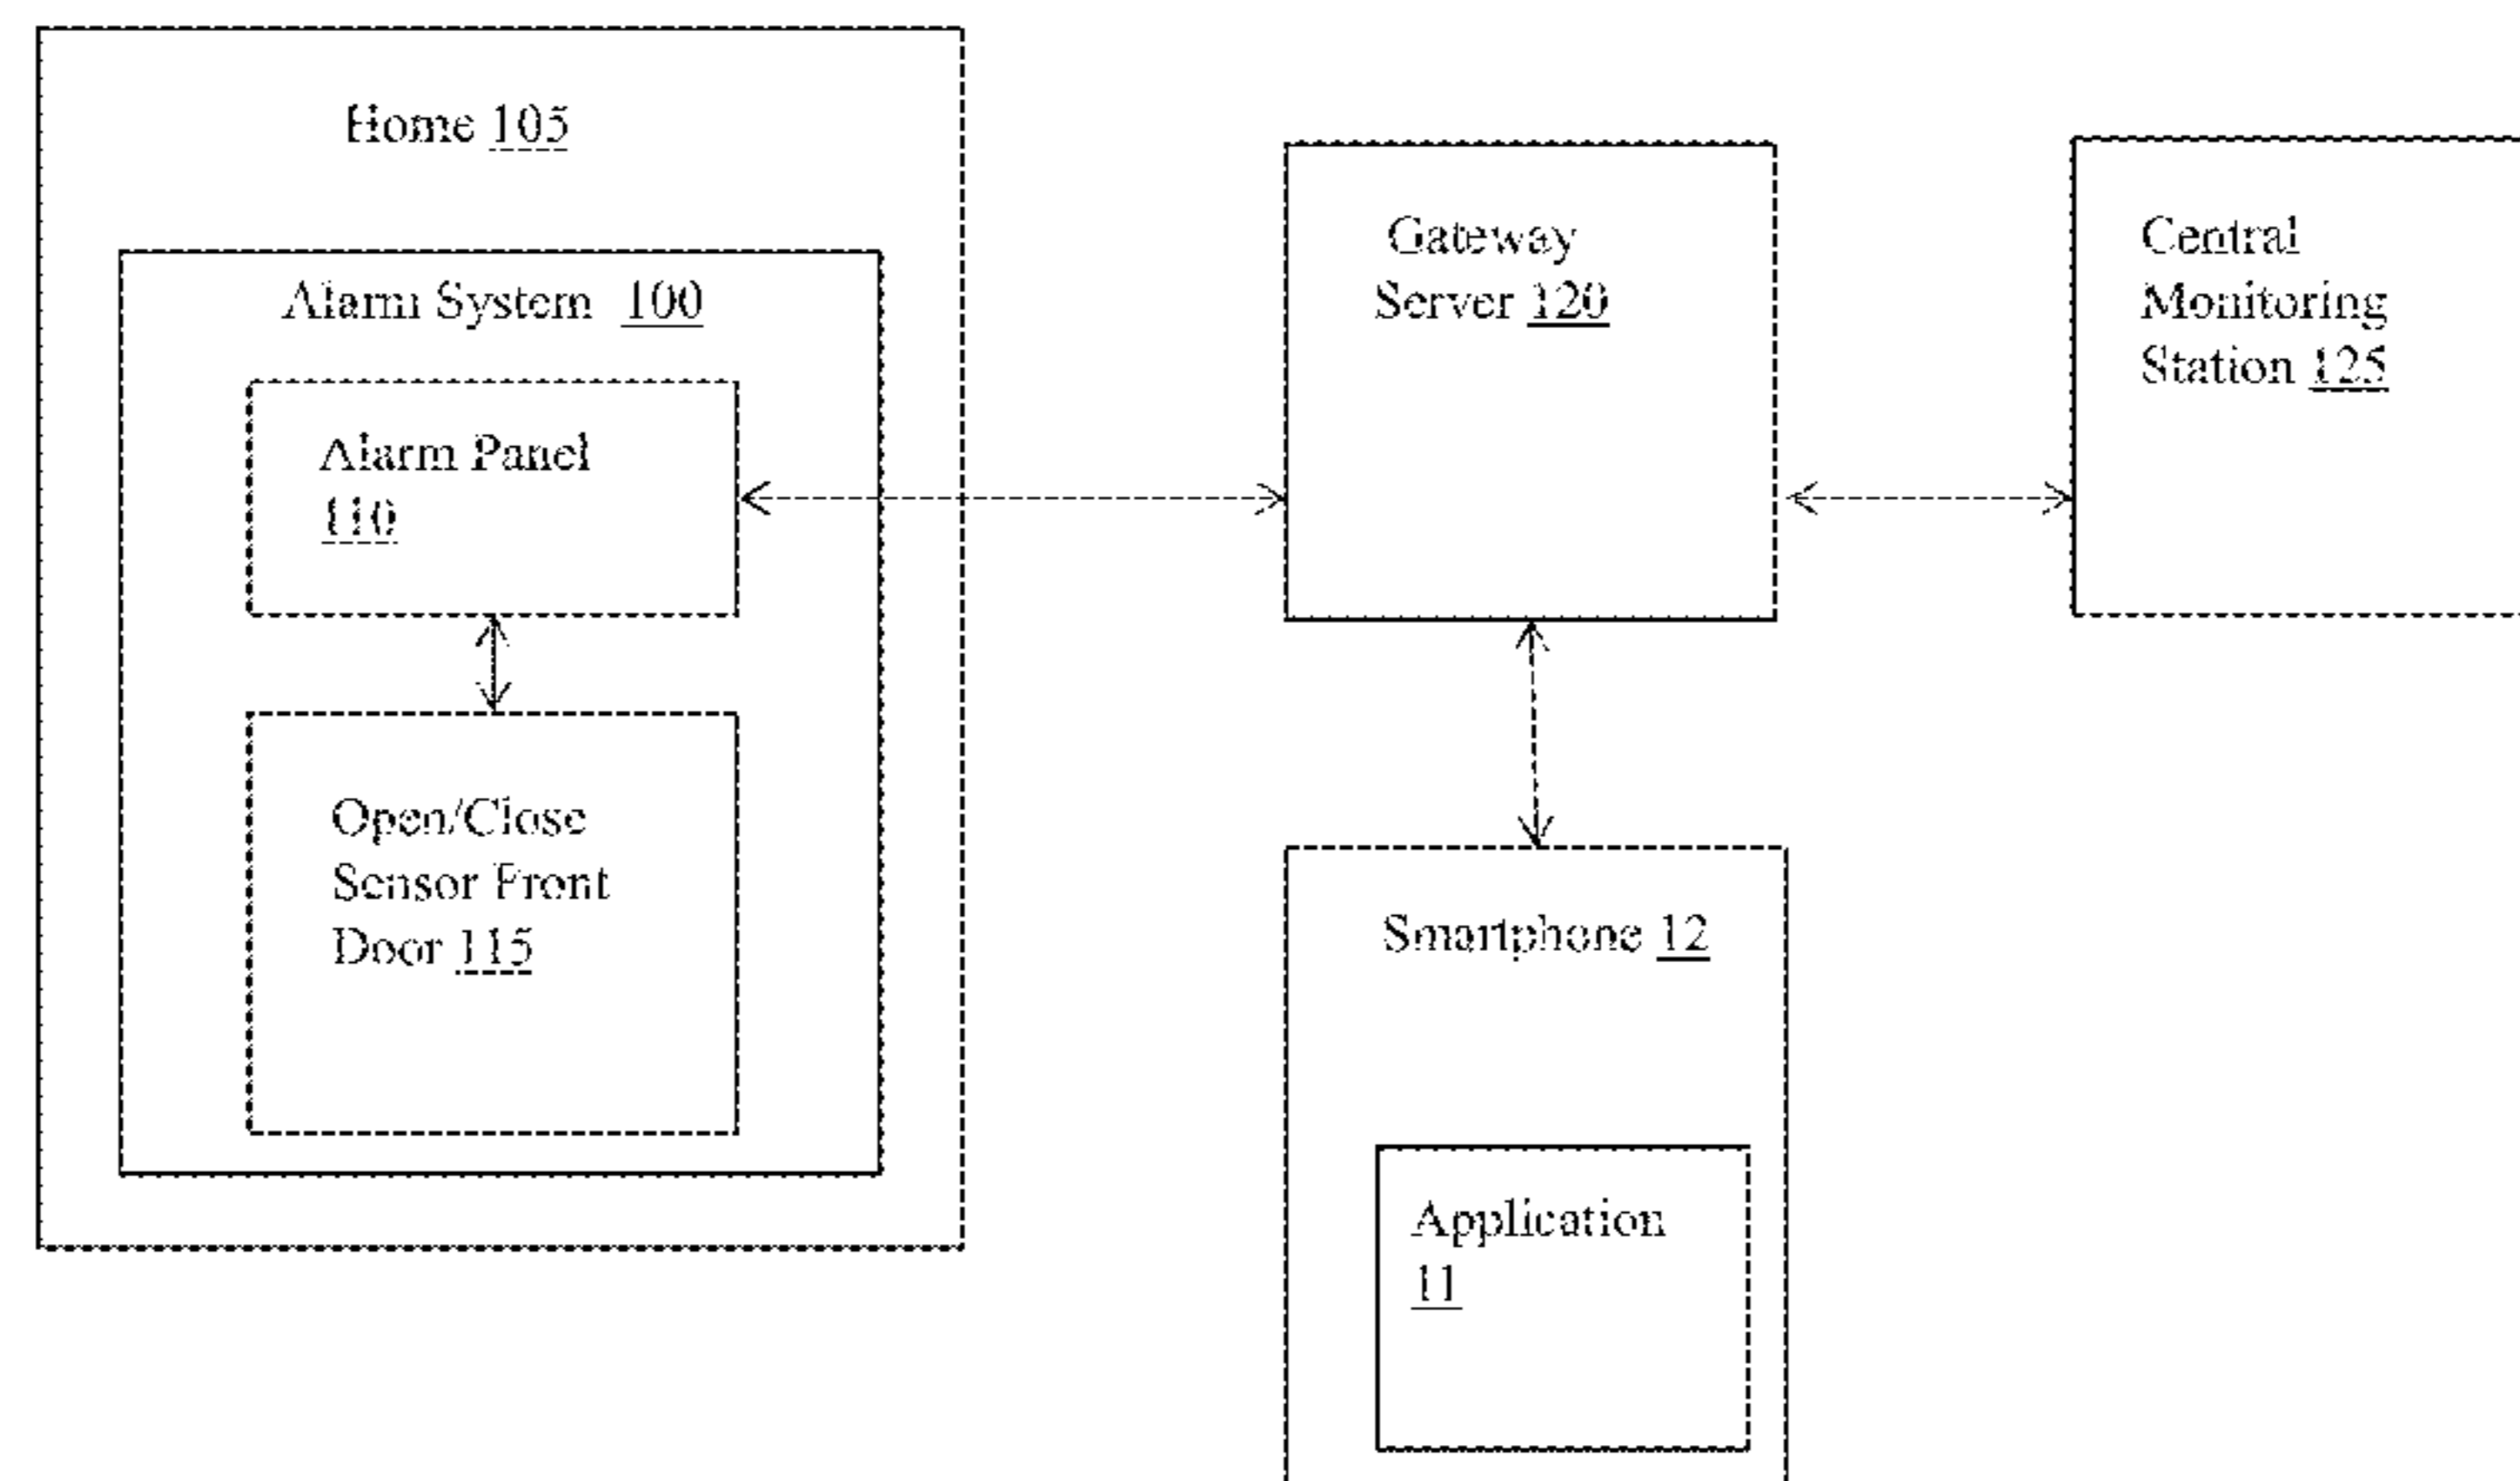 Home 105
Alarm System 100
Alarm Panel
110
Open/Close
Sensor Front
Door 115
Gateway
Server 120
Central
Monitoring
Station 125
Smartphone 12
Application
11